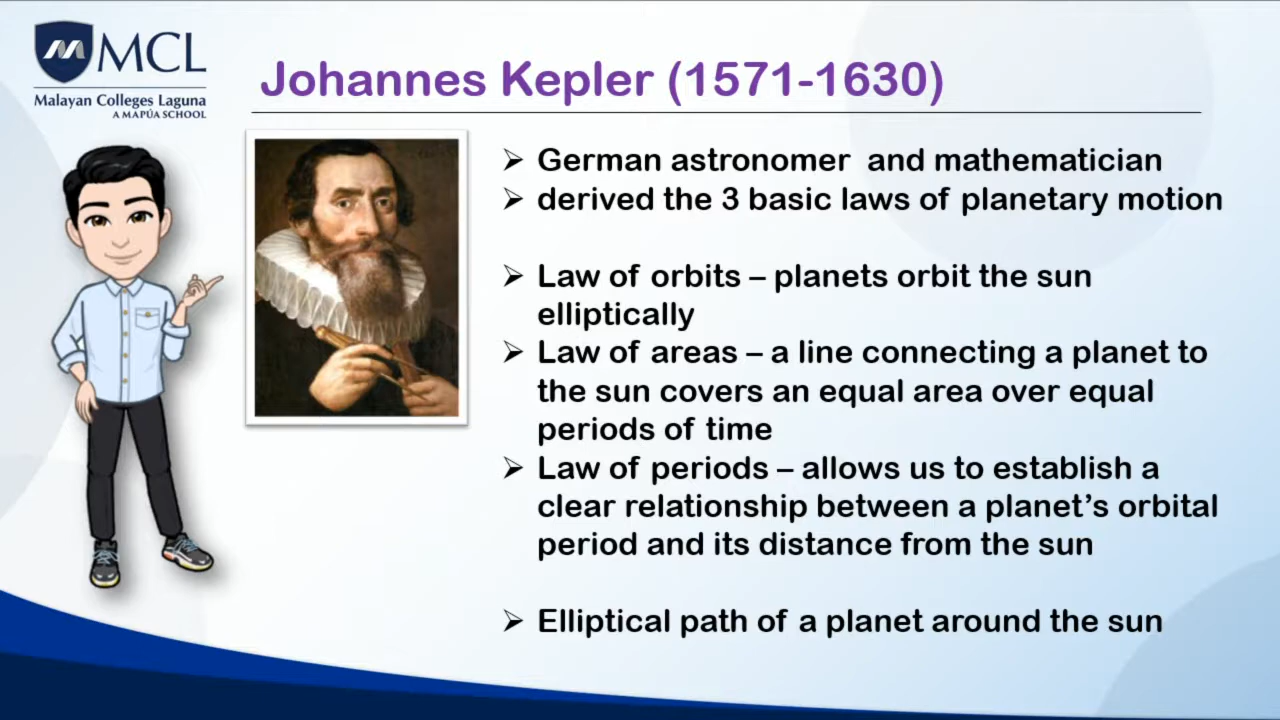 MCL
Malayan Colleges Laguna
A MAPÚA SCHOOL
Johannes Kepler (1571-1630)
➢ German astronomer and mathematician
➢ derived the 3 basic laws of planetary motion
➢ Law of orbits – planets orbit the sun
elliptically
➢ Law of areas – a line connecting a planet to
the sun covers an equal area over equal
periods of time
➢ Law of periods – allows us to establish a
clear relationship between a planet’s orbital
period and its distance from the sun
➢ Elliptical path of a planet around the sun